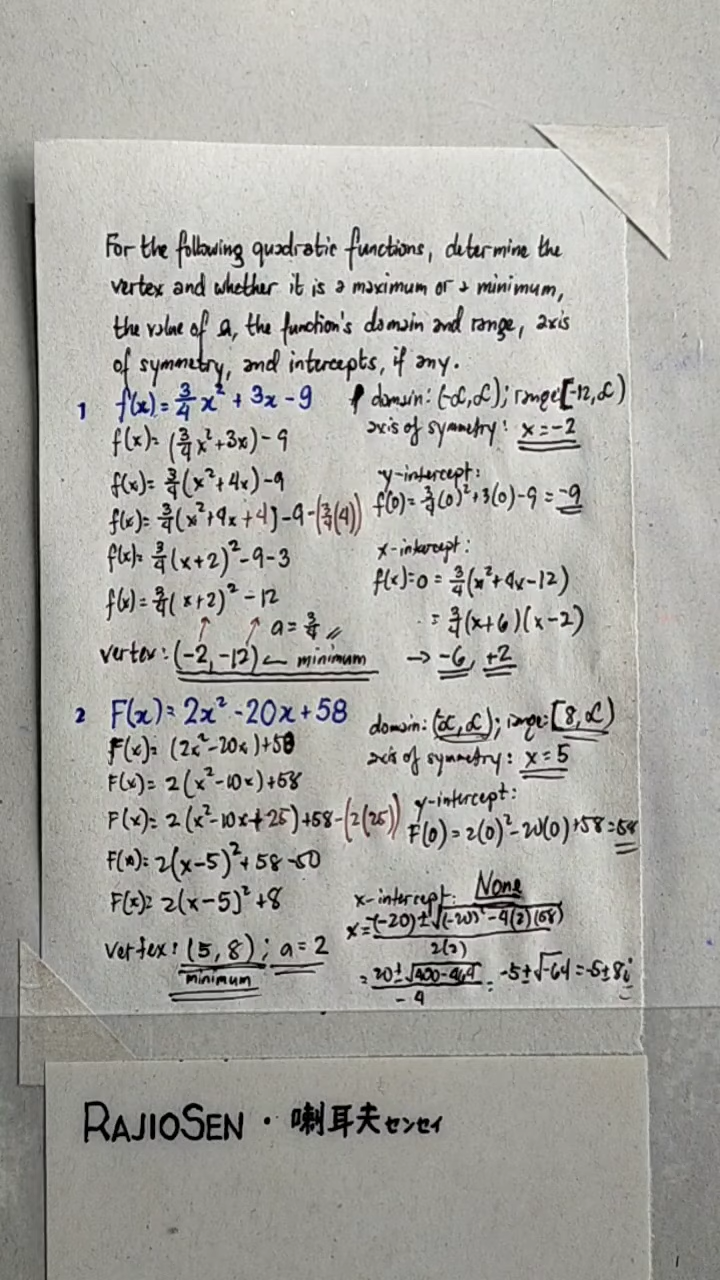 For the following quadratic functions, determine the
vertex and whether it is a maximum or a minimum,
the value of a, the function's domain and range, axis
of symmetry, and intercepts, if any.
1 f(x) = 3/4 x² + 3x - 9
f(x) = (3/4 x² + 3x) - 9
f(x) = 3/4 (x² + 4x) - 9
f(x) = 3/4 (x² + 4x + 4) - 9 - (3/4(4))
f(x) = 3/4 (x+2)² - 9 - 3
f(x) = 3/4 (x+2)² - 12
a = 3/4
vertex: (-2, -12) ← minimum
domain: (-∞, ∞); range: [-12, ∞)
axis of symmetry: x = -2
y-intercept:
f(0) = 3/4 (0)² + 3(0) - 9 = -9
x-intercept:
f(x) = 0 = 3/4 (x² + 4x - 12)
= 3/4 (x+6)(x-2)
→ -6, +2
2 F(x) = 2x² - 20x + 58
F(x) = (2x² - 20x) + 58
F(x) = 2(x² - 10x) + 58
F(x) = 2(x² - 10x + 25) + 58 - (2(25))
F(x) = 2(x-5)² + 58 - 50
F(x) = 2(x-5)² + 8
vertex: (5, 8); a = 2
minimum
domain: (∞, ∞); range: [8, ∞)
axis of symmetry: x = 5
y-intercept:
F(0) = 2(0)² - 20(0) + 58 = 58
x-intercept: None
x = -(-20) ± √(-20)² - 4(2)(58) / 2(2)
= 20 ± √400 - 464 / -4 = -5 ± √-64 = -5 ± 8i
RAJIOSEN・喇耳夫センセイ